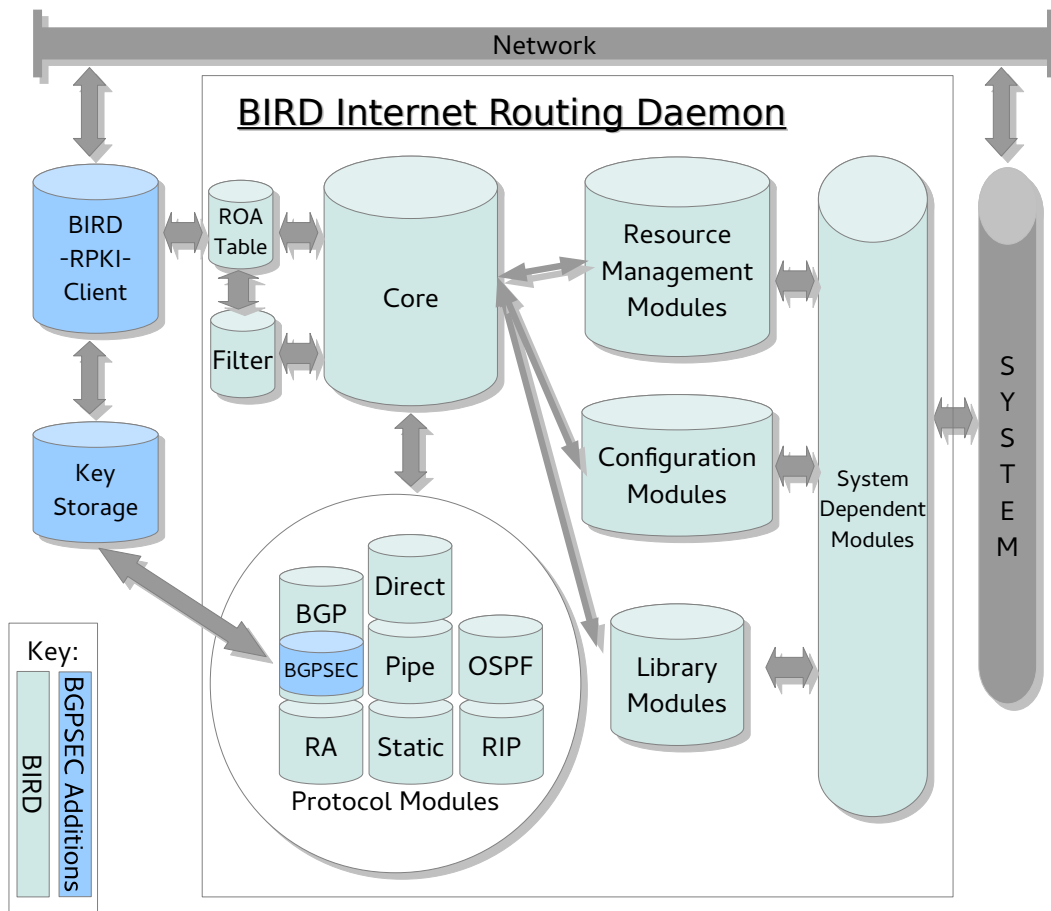 Network
BIRD Internet Routing Daemon
BIRD
-RPKI-
Client
ROA
Table
Filter
Core
Resource
Management
Modules
Key
Storage
Configuration
Modules
System
Dependent
Modules
SYSTEM
Direct
BGP
BGPSEC
Pipe
OSPF
RA
Static
RIP
Protocol Modules
Library
Modules
Key:
BIRD
BGPSEC Additions